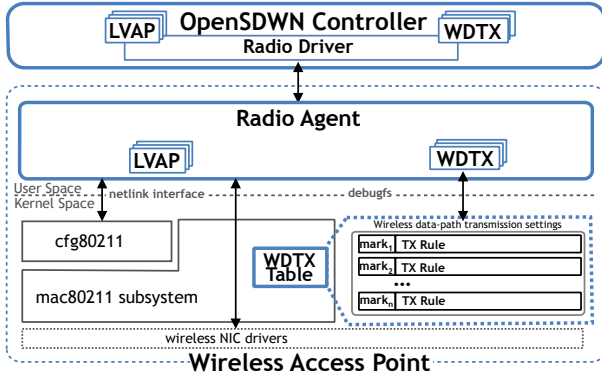 OpenSDWN Controller
LVAP
WDTX
Radio Driver
Radio Agent
LVAP
WDTX
User Space
netlink interface
debugfs
Kernel Space
Wireless data-path transmission settings
cfg80211
mark1 TX Rule
WDTX
Table
mark2 TX Rule
...
mac80211 subsystem
markn TX Rule
wireless NIC drivers
Wireless Access Point